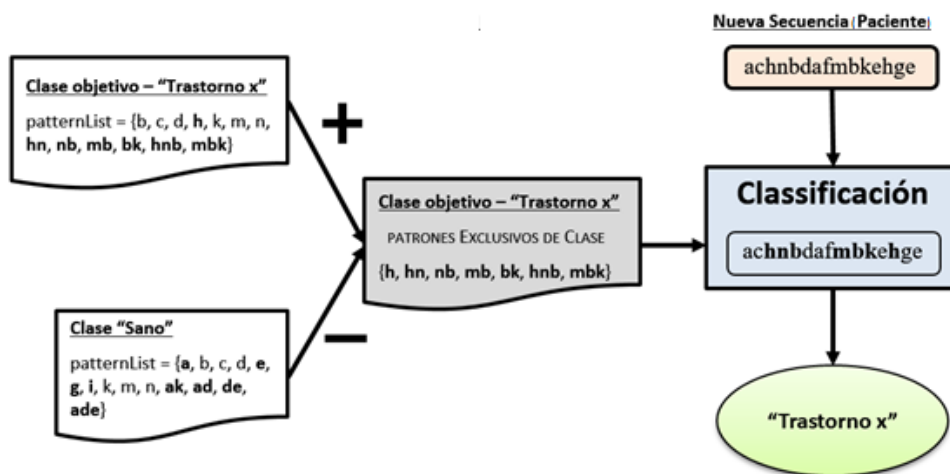 Nueva Secuencia (Paciente)
achnbdafmbkehge
Clase objetivo – "Trastorno x"
patternList = {b, c, d, h, k, m, n,
hn, nb, mb, bk, hnb, mbk}
+
Clase objetivo – "Trastorno x"
PATRONES EXCLUSIVOS DE CLASE
{h, hn, nb, mb, bk, hnb, mbk}
Classificación
achnbdafmbkehge
Clase "Sano"
patternList = {a, b, c, d, e,
g, i, k, m, n, ak, ad, de,
ade}
−
"Trastorno x"